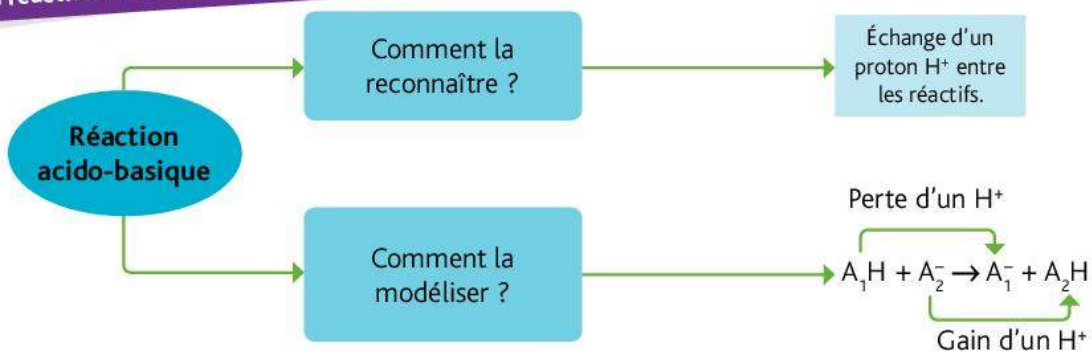 Comment la
reconnaître ?
Échange d'un
proton H⁺ entre
les réactifs.
Réaction
acido-basique
Comment la
modéliser ?
Perte d'un H⁺
A₁H + A₂⁻ → A₁⁻ + A₂H
Gain d'un H⁺